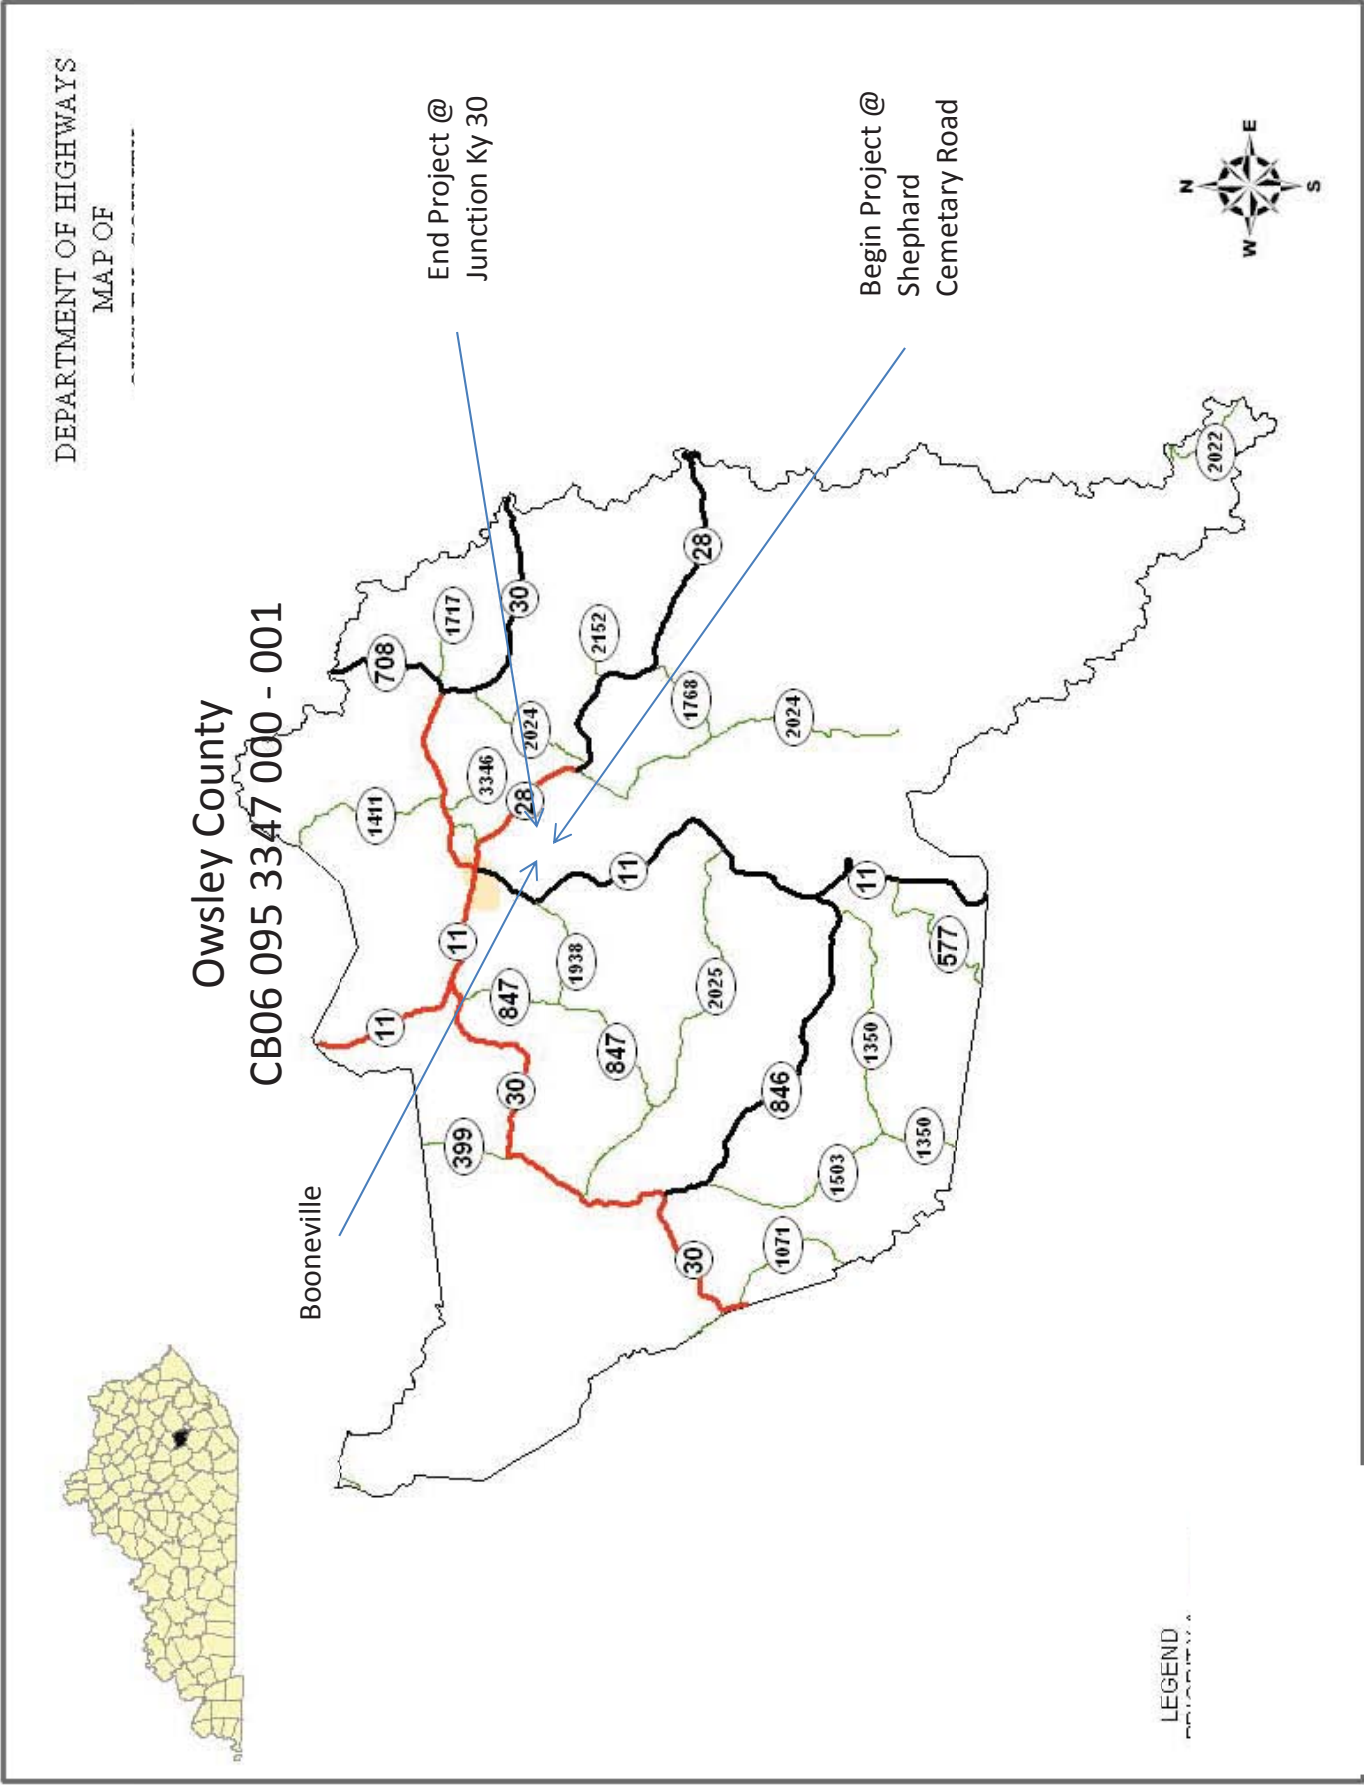 DEPARTMENT OF HIGHWAYS
MAP OF
Owsley County
CB06 095 3347 000 - 001
End Project @
Junction Ky 30
Begin Project @
Shephard
Cemetary Road
Booneville
708
1717
30
28
2152
1768
2024
2024
3346
28
1411
11
11
11
11
1938
847
847
2025
577
1350
1350
846
30
399
1503
1071
30
2022
N
E
S
W
LEGEND